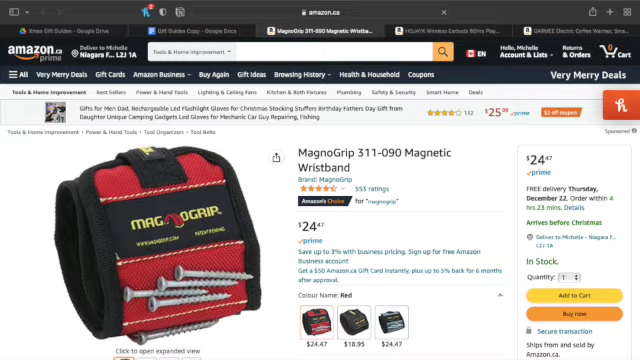 amazon.ca
Xmas Gift Guides - Google Drive
Gift Guides Copy - Google Docs
MagnoGrip 311-090 Magnetic Wristba...
HOJAYK Wireless Earbuds 60Hrs Play...
Electric Coffee Warmer, Sma...
amazon.ca
prime
Deliver to Michelle
Niagara F... L2J 1A
Tools & Home improvement
EN
Hello, Michelle
Account & Lists
Returns
& Orders
0
Cart
All
Very Merry Deals
Gift Cards
Amazon Business
Buy Again
Gift Ideas
Browsing History
Health & Household
Coupons
Very Merry Deals
Tools & Home improvement
Best Sellers
Power & Hand Tools
Lighting & Ceiling Fans
Kitchen & Bath Fixtures
Plumbing
Safety & Security
Smart Home
Deals
Gifts for Men Dad, Rechargeable Led Flashlight Gloves for Christmas Stocking Stuffers Birthday Fathers Day Gift from
Daughter Unique Camping Gadgets Led Gloves for Mechanic Car Guy Repairing, Fishing
132
$25.99
prime
$2 off coupon
Sponsored
Tools & Home improvement › Power & Hand Tools › Tool Organizers › Tool Belts
MAGNOGRIP
WWW.MAGNOGRIP.COM
PATENT PENDING
Click to open expanded view
MagnoGrip 311-090 Magnetic
Wristband
Brand: MagnoGrip
553 ratings
Amazon's Choice
for "magnogrip"
$24.47
prime
Save up to 3% with business pricing. Sign up for free Amazon
Business account
Get a $50 Amazon.ca Gift Card instantly, plus up to 5% back for 6 months
after approval.
Colour Name: Red
$24.47
$18.95
$24.47
$24.47
prime
FREE delivery Thursday,
December 22. Order within 4
hrs 23 mins. Details
Arrives before Christmas
Deliver to Michelle - Niagara F...
L2J 1A
In Stock.
Quantity: 1
Add to Cart
Buy now
Secure transaction
Ships from and sold by
Amazon.ca.